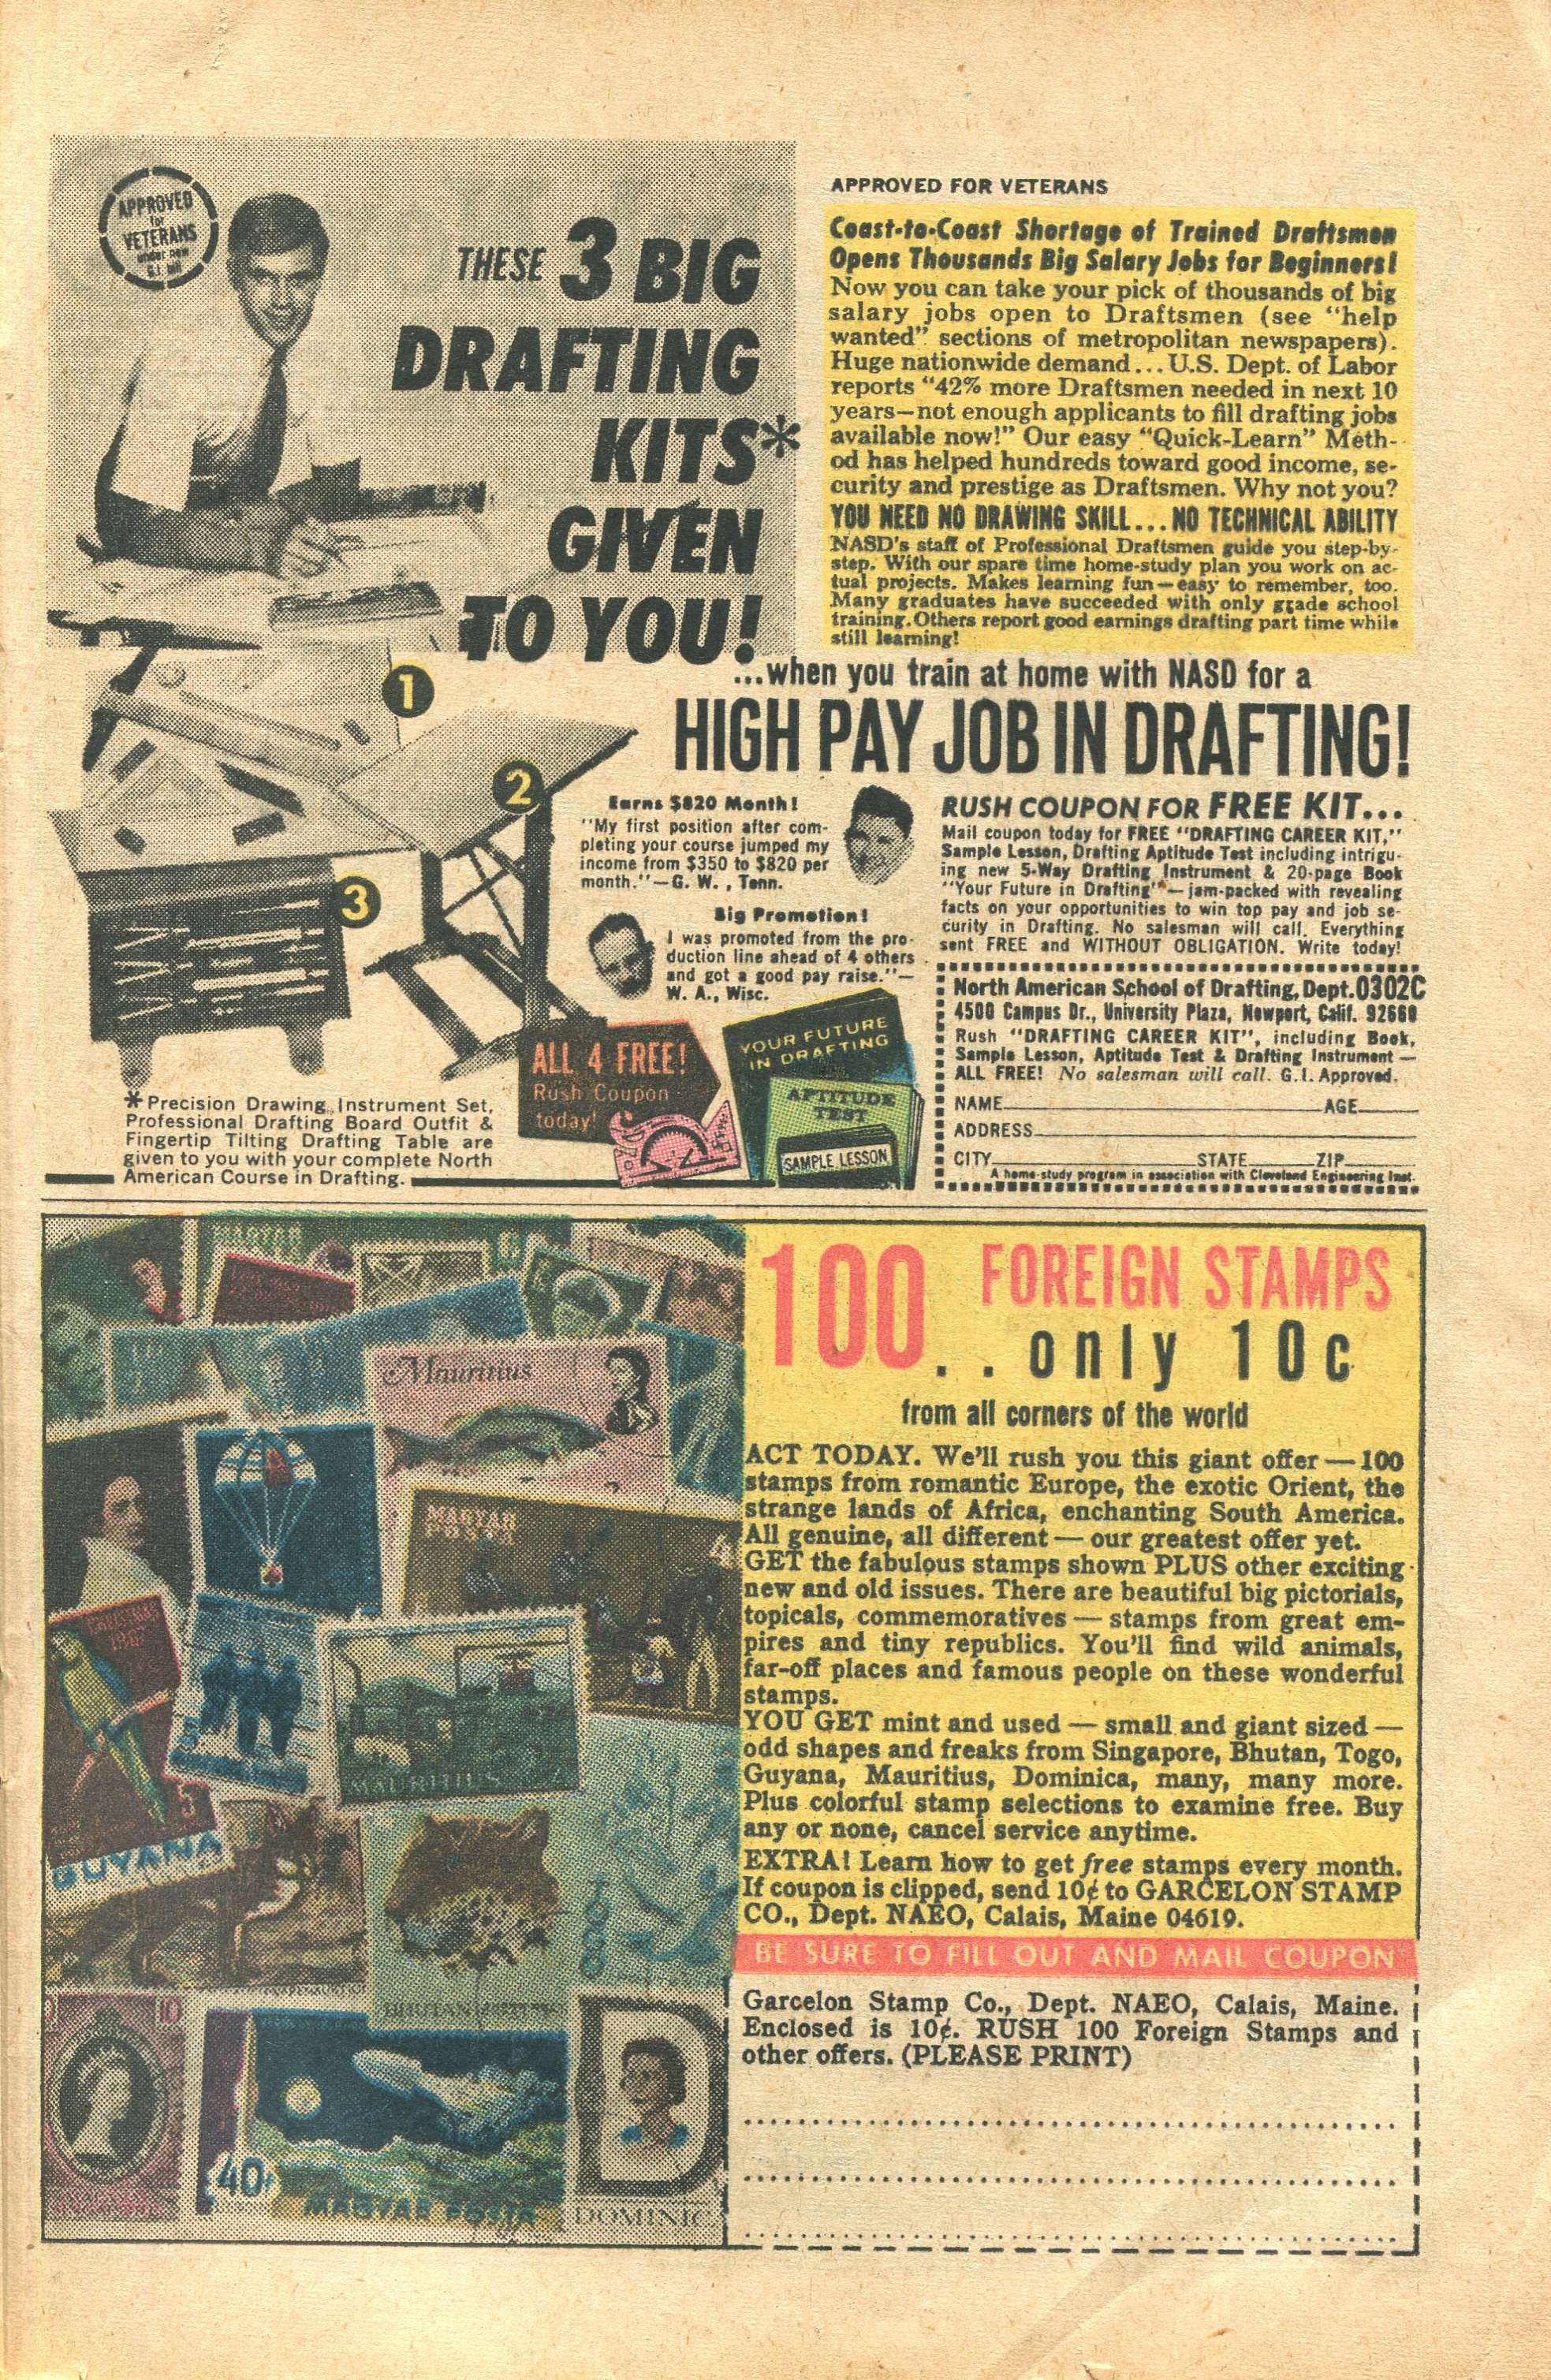 APPROVED
for
VETERANS
under new
G.I. bill
THESE 3 BIG
DRAFTING
KITS*
GIVEN
TO YOU!
APPROVED FOR VETERANS
Coast-to-Coast Shortage of Trained Draftsmen
Opens Thousands Big Salary Jobs for Beginners!
Now you can take your pick of thousands of big
salary jobs open to Draftsmen (see "help
wanted" sections of metropolitan newspapers).
Huge nationwide demand... U.S. Dept. of Labor
reports "42% more Draftsmen needed in next 10
years—not enough applicants to fill drafting jobs
available now!" Our easy "Quick-Learn" Meth-
od has helped hundreds toward good income, se-
curity and prestige as Draftsmen. Why not you?
YOU NEED NO DRAWING SKILL... NO TECHNICAL ABILITY
NASD's staff of Professional Draftsmen guide you step-by-
step. With our spare time home-study plan you work on ac-
tual projects. Makes learning fun—easy to remember, too.
Many graduates have succeeded with only grade school
training. Others report good earnings drafting part time while
still learning!
...when you train at home with NASD for a
HIGH PAY JOB IN DRAFTING!
1
2
3
Earns $820 Month!
"My first position after com-
pleting your course jumped my
income from $350 to $820 per
month."—G. W. , Tenn.
Big Promotion!
I was promoted from the pro-
duction line ahead of 4 others
and got a good pay raise."—
W. A., Wisc.
RUSH COUPON FOR FREE KIT...
Mail coupon today for FREE "DRAFTING CAREER KIT,"
Sample Lesson, Drafting Aptitude Test including intrigu-
ing new 5-Way Drafting Instrument & 20-page Book
"Your Future in Drafting"—jam-packed with revealing
facts on your opportunities to win top pay and job se-
curity in Drafting. No salesman will call. Everything
sent FREE and WITHOUT OBLIGATION. Write today!
ALL 4 FREE!
Rush Coupon
today!
YOUR FUTURE
IN DRAFTING
APTITUDE
TEST
SAMPLE LESSON
* Precision Drawing Instrument Set,
Professional Drafting Board Outfit &
Fingertip Tilting Drafting Table are
given to you with your complete North
American Course in Drafting.
North American School of Drafting, Dept. 0302C
4500 Campus Dr., University Plaza, Newport, Calif. 92660
Rush "DRAFTING CAREER KIT", including Book,
Sample Lesson, Aptitude Test & Drafting Instrument—
ALL FREE! No salesman will call. G.I. Approved.
NAME AGE
ADDRESS
CITY STATE ZIP
A home-study program in association with Cleveland Engineering Inst.
MAGYAR
6
Mauritius
MAGYAR
POSTA
4
CHRISTMAS
1967
5
GUYANA
5
MAURITIUS
BHUTAN
10
40f
MAGYAR POSTA
D
DOMINIC
100 FOREIGN STAMPS
. . only 10c
from all corners of the world
ACT TODAY. We'll rush you this giant offer—100
stamps from romantic Europe, the exotic Orient, the
strange lands of Africa, enchanting South America.
All genuine, all different—our greatest offer yet.
GET the fabulous stamps shown PLUS other exciting
new and old issues. There are beautiful big pictorials,
topicals, commemoratives—stamps from great em-
pires and tiny republics. You'll find wild animals,
far-off places and famous people on these wonderful
stamps.
YOU GET mint and used—small and giant sized—
odd shapes and freaks from Singapore, Bhutan, Togo,
Guyana, Mauritius, Dominica, many, many more.
Plus colorful stamp selections to examine free. Buy
any or none, cancel service anytime.
EXTRA! Learn how to get free stamps every month.
If coupon is clipped, send 10¢ to GARCELON STAMP
CO., Dept. NAEO, Calais, Maine 04619.
BE SURE TO FILL OUT AND MAIL COUPON
Garcelon Stamp Co., Dept. NAEO, Calais, Maine.
Enclosed is 10¢. RUSH 100 Foreign Stamps and
other offers. (PLEASE PRINT)